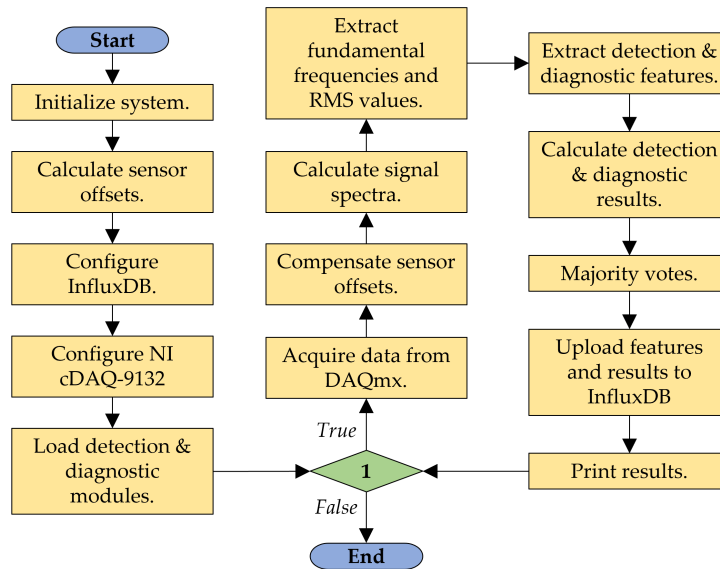 Start
Initialize system.
Calculate sensor
offsets.
Configure
InfluxDB.
Configure NI
cDAQ-9132
Load detection &
diagnostic
modules.
1
True
False
End
Acquire data from
DAQmx.
Compensate sensor
offsets.
Calculate signal
spectra.
Extract
fundamental
frequencies and
RMS values.
Extract detection &
diagnostic features.
Calculate detection
& diagnostic
results.
Majority votes.
Upload features
and results to
InfluxDB
Print results.